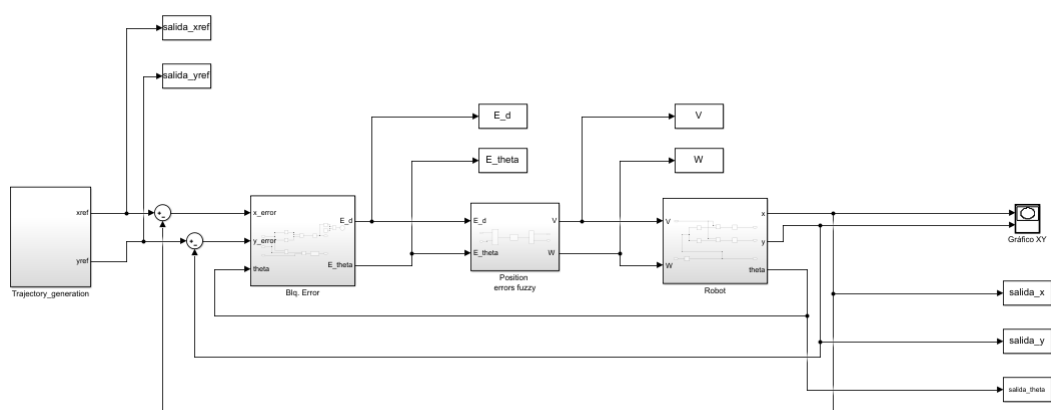 salida_xref
salida_yref
E_d
V
E_theta
W
xref
yref
Trajectory_generation
+
-
+
-
x_error
y_error
theta
E_d
E_theta
Blq. Error
E_d
E_theta
V
W
Position
errors fuzzy
V
W
x
y
theta
Robot
Gráfico XY
salida_x
salida_y
salida_theta